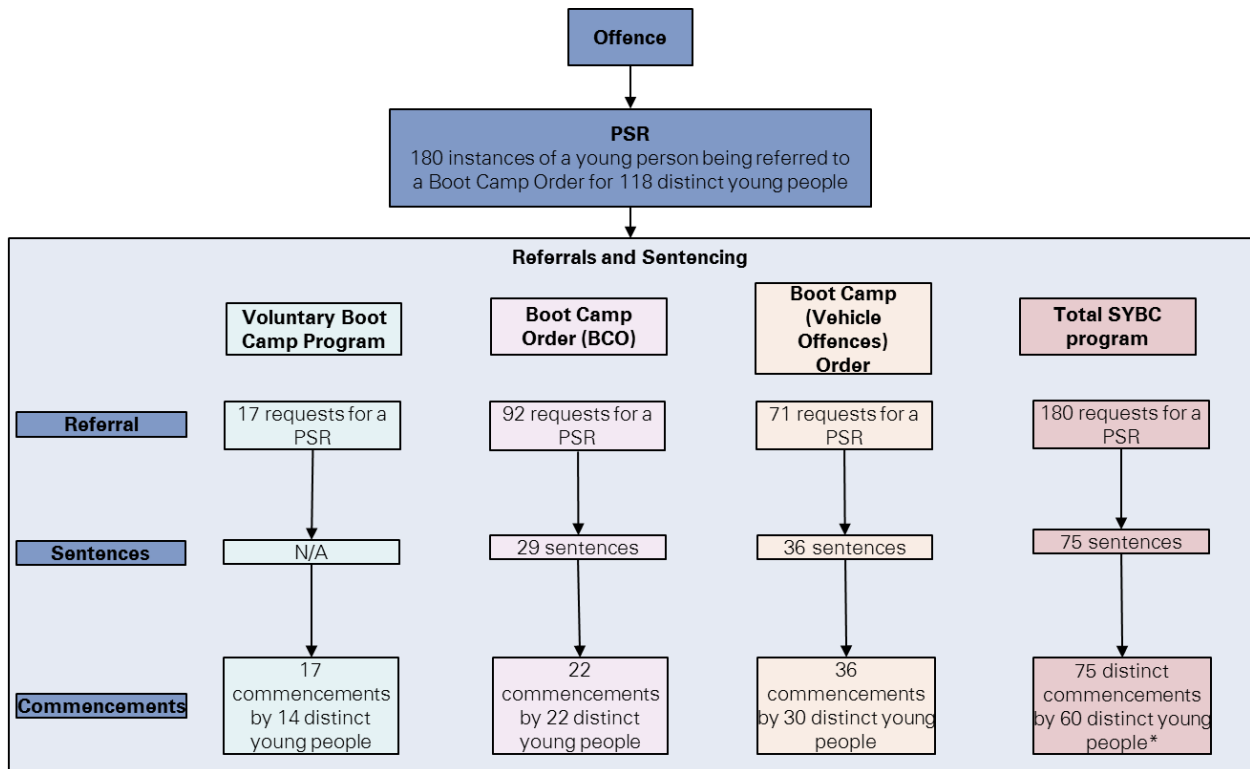 Offence
PSR
180 instances of a young person being referred to
a Boot Camp Order for 118 distinct young people
Referrals and Sentencing
Voluntary Boot
Camp Program
Boot Camp
Order (BCO)
Boot Camp
(Vehicle
Offences)
Order
Total SYBC
program
Referral
17 requests for a
PSR
92 requests for a
PSR
71 requests for a
PSR
180 requests for a
PSR
Sentences
N/A
29 sentences
36 sentences
75 sentences
Commencements
17
commencements
by 14 distinct
young people
22
commencements
by 22 distinct
young people
36
commencements
by 30 distinct young
people
75 distinct
commencements
by 60 distinct young
people*